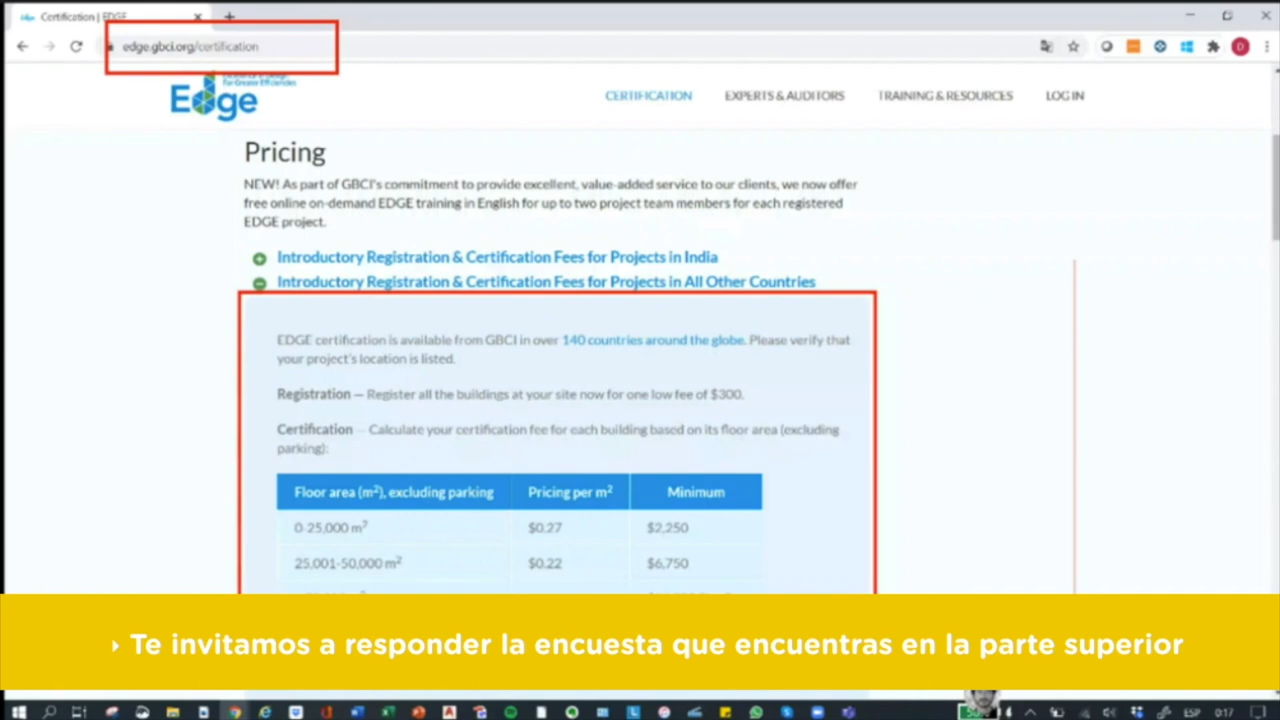 Certification | EDGE
edge.gbci.org/certification
Edge
For Greater Efficiencies
CERTIFICATION
EXPERTS & AUDITORS
TRAINING & RESOURCES
LOG IN
Pricing
NEW! As part of GBCI's commitment to provide excellent, value-added service to our clients, we now offer
free online on-demand EDGE training in English for up to two project team members for each registered
EDGE project.
Introductory Registration & Certification Fees for Projects in India
Introductory Registration & Certification Fees for Projects in All Other Countries
EDGE certification is available from GBCI in over 140 countries around the globe. Please verify that
your project's location is listed.
Registration — Register all the buildings at your site now for one low fee of $300.
Certification — Calculate your certification fee for each building based on its floor area (excluding
parking):
Floor area (m²), excluding parking Pricing per m² Minimum
0-25,000 m² $0.27 $2,250
25,001-50,000 m² $0.22 $6,750
Te invitamos a responder la encuesta que encuentras en la parte superior
ESP 0:17